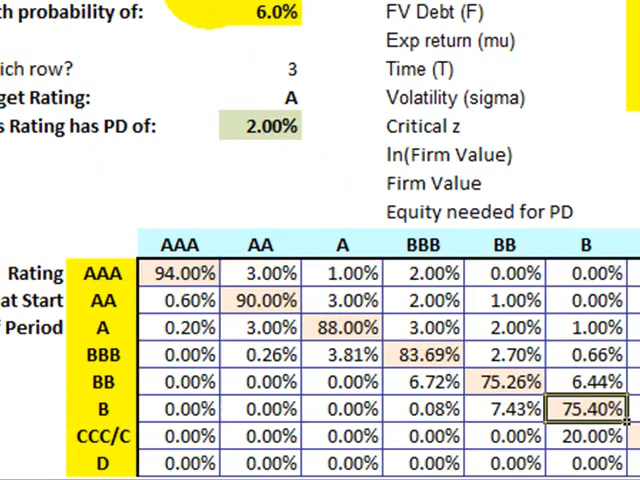 th probability of: 6.0% FV Debt (F)
Exp return (mu)
ich row? 3 Time (T)
get Rating: A Volatility (sigma)
s Rating has PD of: 2.00% Critical z
ln(Firm Value)
Firm Value
Equity needed for PD
AAA AA A BBB BB B
Rating AAA 94.00% 3.00% 1.00% 2.00% 0.00% 0.00%
at Start AA 0.60% 90.00% 3.00% 2.00% 1.00% 0.00%
f Period A 0.20% 3.00% 88.00% 3.00% 2.00% 1.00%
BBB 0.00% 0.26% 3.81% 83.69% 2.70% 0.66%
BB 0.00% 0.00% 0.00% 6.72% 75.26% 6.44%
B 0.00% 0.00% 0.00% 0.08% 7.43% 75.40%
CCC/C 0.00% 0.00% 0.00% 0.00% 0.00% 20.00%
D 0.00% 0.00% 0.00% 0.00% 0.00% 0.00%